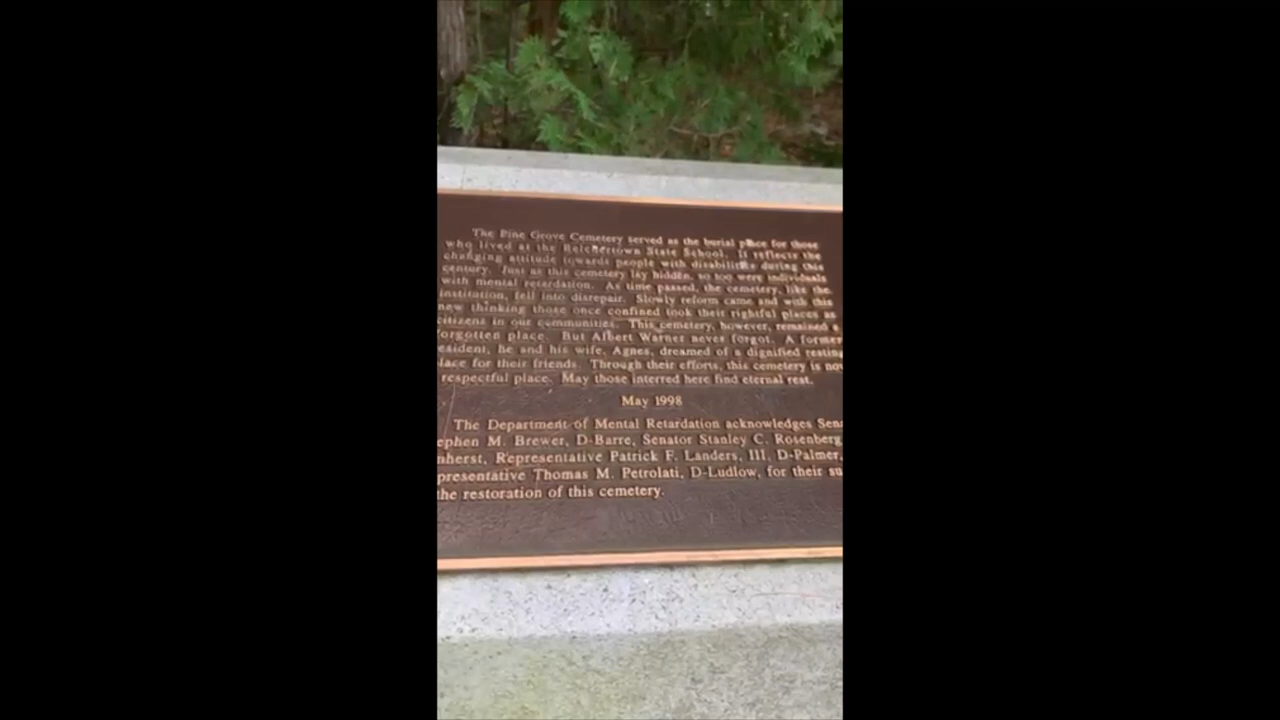 The Pine Grove Cemetery served as the burial place for those
who lived at the Belchertown State School. It reflects the
changing attitude towards people with disabilities during this
century. Just as this cemetery lay hidden, so too were individuals
with mental retardation. As time passed, the cemetery, like the
institution, fell into disrepair. Slowly reform came and with this
new thinking those once confined took their rightful places as
citizens in our communities. This cemetery, however, remained a
forgotten place. But Albert Warner never forgot. A former
esident, he and his wife, Agnes, dreamed of a dignified resting
lace for their friends. Through their efforts, this cemetery is now
respectful place. May those interred here find eternal rest.
May 1998
The Department of Mental Retardation acknowledges Sena
ephen M. Brewer, D-Barre, Senator Stanley C. Rosenberg,
mherst, Representative Patrick F. Landers, III, D-Palmer,
presentative Thomas M. Petrolati, D-Ludlow, for their su
the restoration of this cemetery.